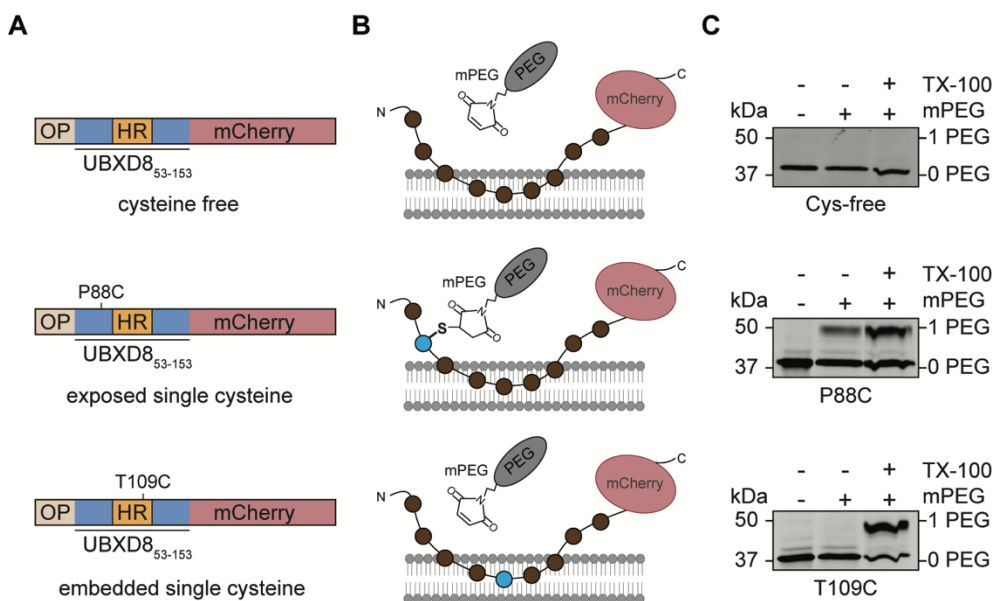 A
OP HR mCherry
UBXD8 53-153
cysteine free
P88C
OP HR mCherry
UBXD8 53-153
exposed single cysteine
T109C
OP HR mCherry
UBXD8 53-153
embedded single cysteine
B
mPEG PEG
N O N O
mCherry C
mPEG PEG
N S O N O
mCherry C
mPEG PEG
N O N O
mCherry C
C
- - + TX-100
kDa - + + mPEG
50 1 PEG
37 0 PEG
Cys-free
- - + TX-100
kDa - + + mPEG
50 1 PEG
37 0 PEG
P88C
- - + TX-100
kDa - + + mPEG
50 1 PEG
37 0 PEG
T109C